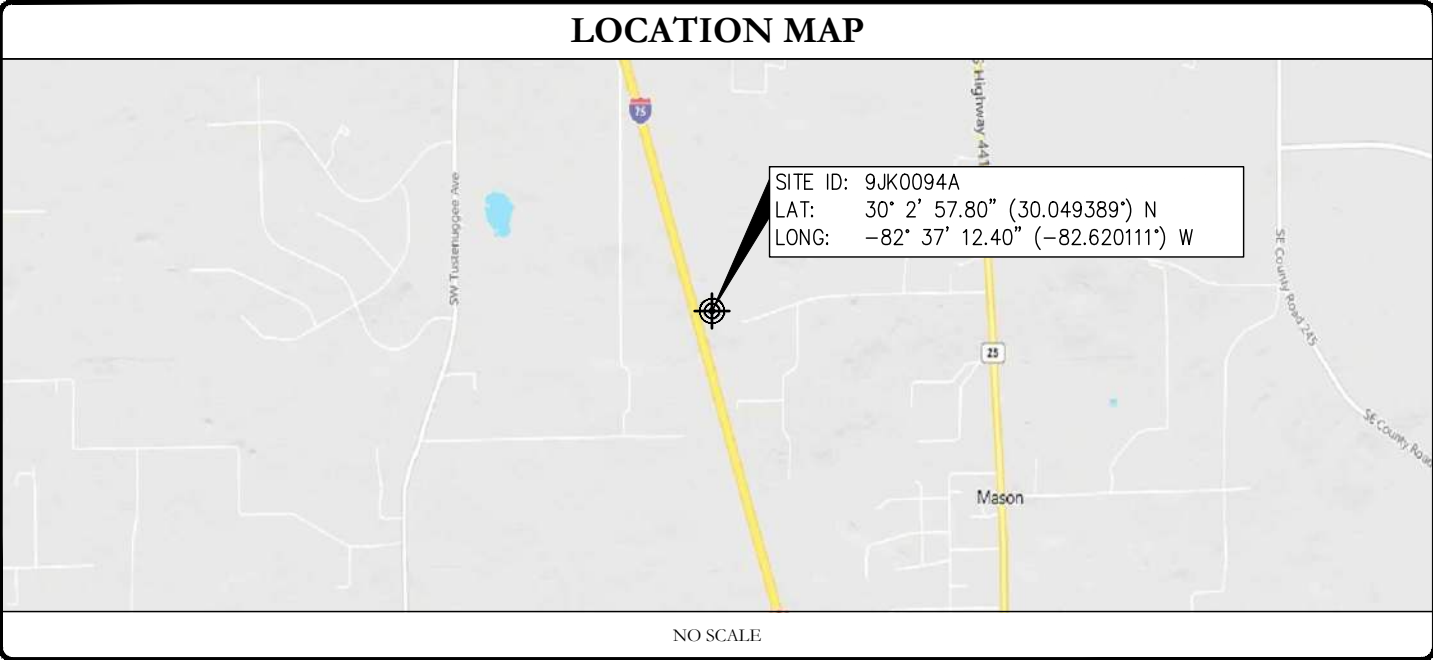 LOCATION MAP
75
S Highway 441
SITE ID: 9JK0094A
LAT: 30° 2’ 57.80” (30.049389°) N
LONG: −82° 37’ 12.40” (−82.620111°) W
SW Tustenuggee Ave
SE County Road 245
25
SE County Road
Mason
NO SCALE